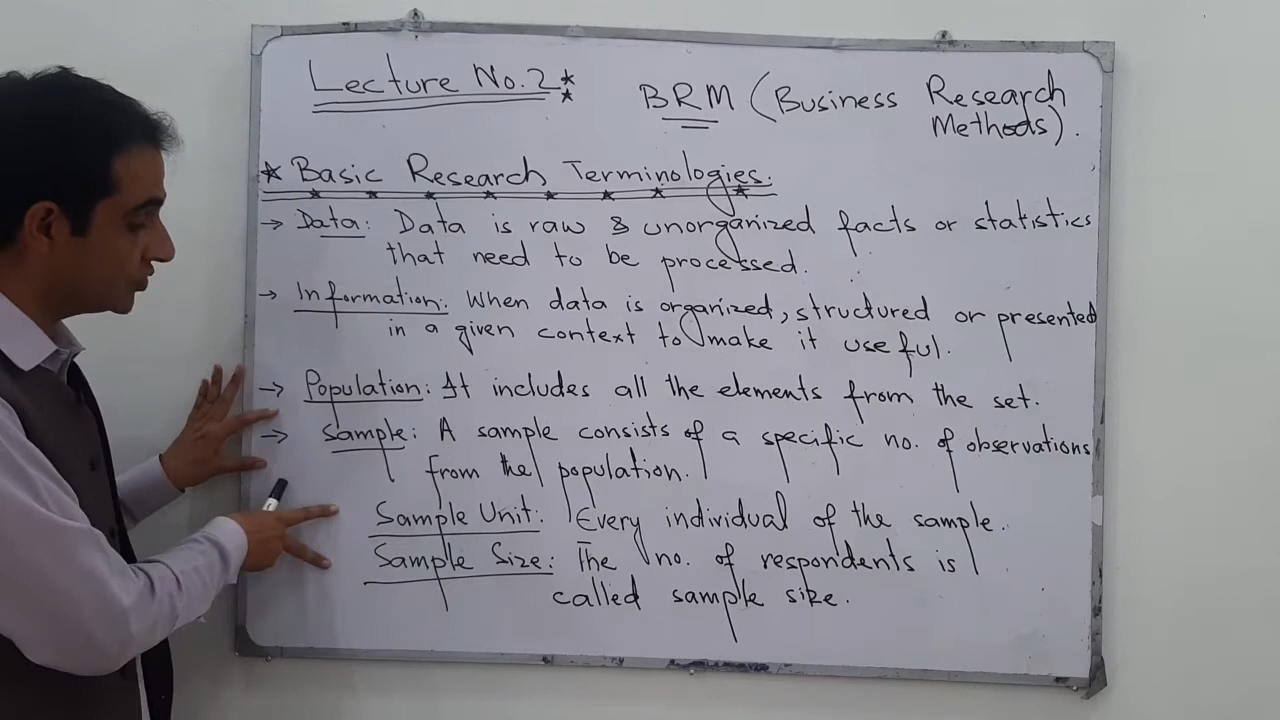 Lecture No.2
BRM (Business Research
Methods).
* Basic Research Terminologies.
→ Data: Data is raw & unorganized facts or statistics
that need to be processed.
→ Information: When data is organized, structured or presented
in a given context to make it useful.
→ Population: It includes all the elements from the set.
→ Sample: A sample consists of a specific no. of observations
from the population.
Sample Unit: Every individual of the sample.
Sample Size: The no. of respondents is
called sample size.